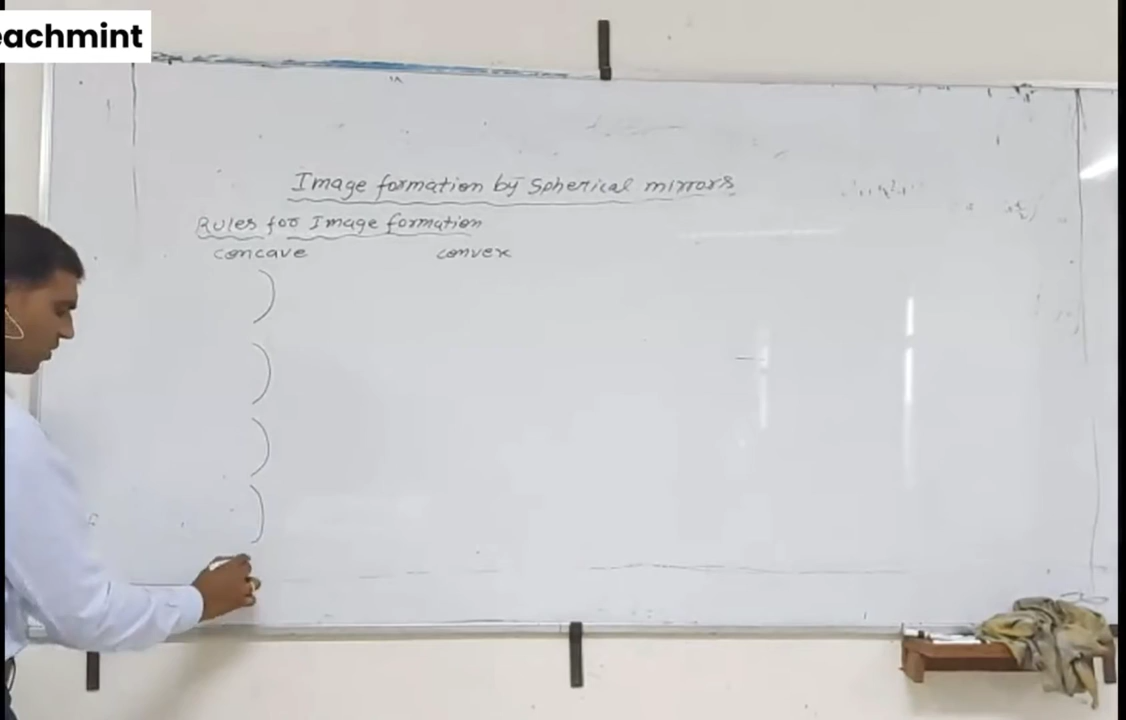 eachmint
Image formation by spherical mirrors
Rules for Image formation
concave convex